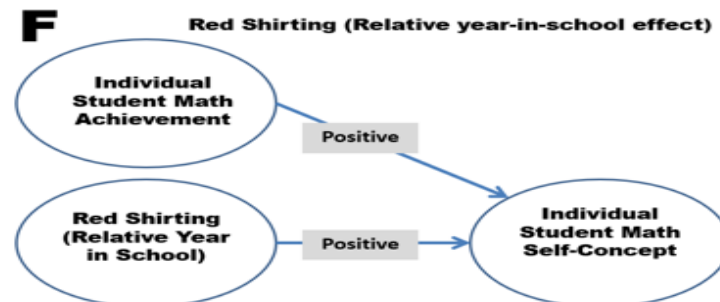 F
Red Shirting (Relative year-in-school effect)
Individual
Student Math
Achievement
Positive
Red Shirting
(Relative Year
in School)
Positive
Individual
Student Math
Self-Concept